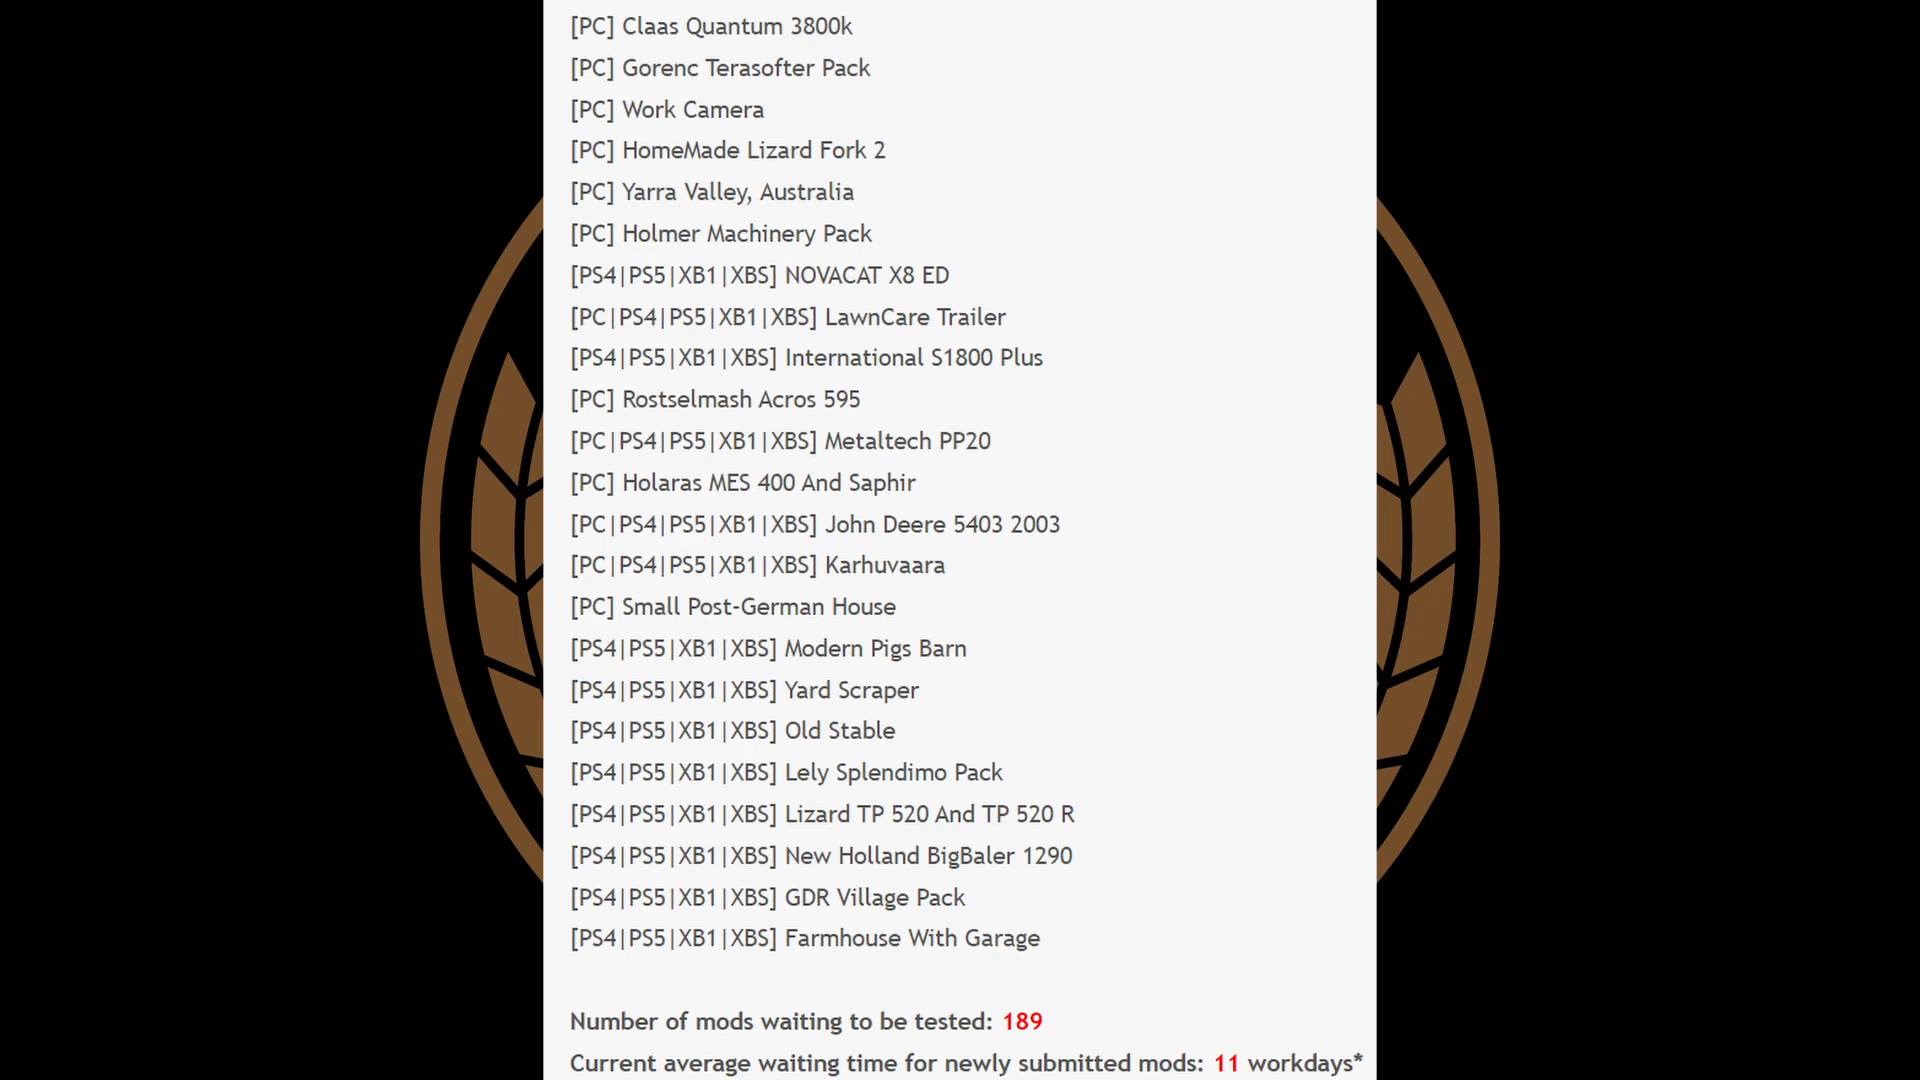 [PC] Claas Quantum 3800k
[PC] Gorenc Terasofter Pack
[PC] Work Camera
[PC] HomeMade Lizard Fork 2
[PC] Yarra Valley, Australia
[PC] Holmer Machinery Pack
[PS4|PS5|XB1|XBS] NOVACAT X8 ED
[PC|PS4|PS5|XB1|XBS] LawnCare Trailer
[PS4|PS5|XB1|XBS] International S1800 Plus
[PC] Rostselmash Acros 595
[PC|PS4|PS5|XB1|XBS] Metaltech PP20
[PC] Holaras MES 400 And Saphir
[PC|PS4|PS5|XB1|XBS] John Deere 5403 2003
[PC|PS4|PS5|XB1|XBS] Karhuvaara
[PC] Small Post-German House
[PS4|PS5|XB1|XBS] Modern Pigs Barn
[PS4|PS5|XB1|XBS] Yard Scraper
[PS4|PS5|XB1|XBS] Old Stable
[PS4|PS5|XB1|XBS] Lely Splendimo Pack
[PS4|PS5|XB1|XBS] Lizard TP 520 And TP 520 R
[PS4|PS5|XB1|XBS] New Holland BigBaler 1290
[PS4|PS5|XB1|XBS] GDR Village Pack
[PS4|PS5|XB1|XBS] Farmhouse With Garage
Number of mods waiting to be tested: 189
Current average waiting time for newly submitted mods: 11 workdays*